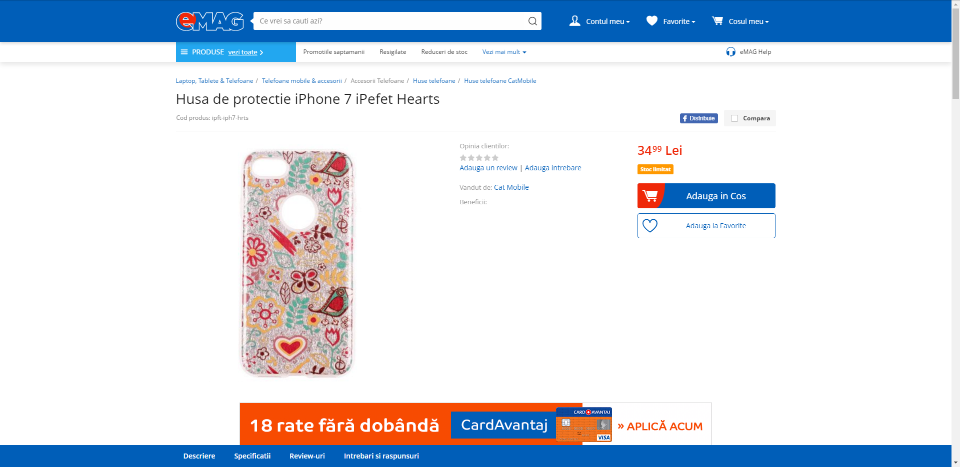 eMAG
Ce vrei sa cauti azi?
Contul meu
Favorite
Cosul meu
PRODUSE vezi toate
Promotiile saptamanii
Resigilate
Reduceri de stoc
Vezi mai mult
eMAG Help
Laptop, Tablete & Telefoane / Telefoane mobile & accesorii / Accesorii Telefoane / Huse telefoane / Huse telefoane CatMobile
Husa de protectie iPhone 7 iPefet Hearts
Cod produs: ipft-iph7-hrts
Distribuie
Compara
Opinia clientilor:
Adauga un review | Adauga intrebare
Vandut de: Cat Mobile
Beneficii:
34⁹⁹ Lei
Stoc limitat
Adauga in Cos
Adauga la Favorite
18 rate fără dobândă
CardAvantaj
CARD AVANTAJ
VISA
» APLICĂ ACUM
Descriere
Specificatii
Review-uri
Intrebari si raspunsuri